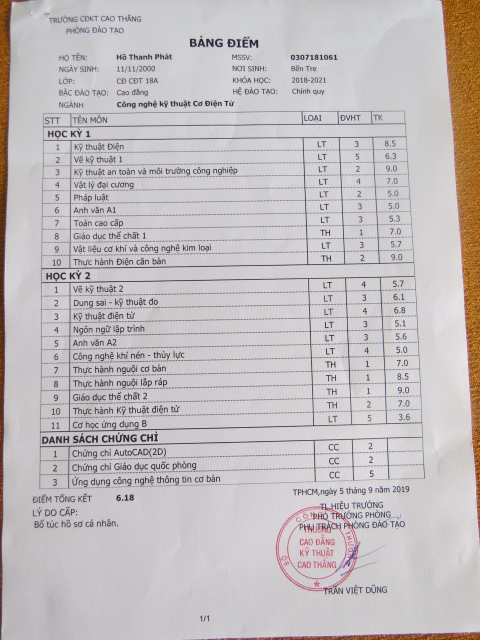 TRƯỜNG CĐKT CAO THẮNG
PHÒNG ĐÀO TẠO
BẢNG ĐIỂM
HỌ TÊN: Hồ Thanh Phát MSSV: 0307181061
NGÀY SINH: 11/11/2000 NƠI SINH: Bến Tre
LỚP: CĐ CĐT 18A KHÓA HỌC: 2018-2021
BẬC ĐÀO TẠO: Cao đẳng HỆ ĐÀO TẠO: Chính quy
NGÀNH Công nghệ kỹ thuật Cơ Điện Tử
STT TÊN MÔN LOẠI ĐVHT TK
HỌC KỲ 1
1 Kỹ thuật Điện LT 3 8.5
2 Vẽ kỹ thuật 1 LT 5 6.3
3 Kỹ thuật an toàn và môi trường công nghiệp LT 2 9.0
4 Vật lý đại cương LT 4 7.0
5 Pháp luật LT 2 5.0
6 Anh văn A1 LT 3 5.0
7 Toán cao cấp LT 3 5.3
8 Giáo dục thể chất 1 TH 1 7.0
9 Vật liệu cơ khí và công nghệ kim loại LT 3 5.7
10 Thực hành Điện căn bản TH 2 9.0
HỌC KỲ 2
1 Vẽ kỹ thuật 2 LT 4 5.7
2 Dung sai - kỹ thuật đo LT 3 6.1
3 Kỹ thuật điện tử LT 4 6.8
4 Ngôn ngữ lập trình LT 3 5.1
5 Anh văn A2 LT 3 5.6
6 Công nghệ khí nén - thủy lực LT 4 5.0
7 Thực hành nguội cơ bản TH 1 7.0
8 Thực hành nguội lắp ráp TH 1 8.5
9 Giáo dục thể chất 2 TH 1 9.0
10 Thực hành Kỹ thuật điện tử TH 2 7.0
11 Cơ học ứng dụng B LT 5 3.6
DANH SÁCH CHỨNG CHỈ
1 Chứng chỉ AutoCAD(2D) CC 2
2 Chứng chỉ Giáo dục quốc phòng CC 2
3 Ứng dụng công nghệ thông tin cơ bản CC 5
ĐIỂM TỔNG KẾT 6.18
TPHCM,ngày 5 tháng 9 năm 2019
LÝ DO CẤP:
TL HIỆU TRƯỞNG
Bổ túc hồ sơ cá nhân.
PHÓ TRƯỞNG PHÒNG
PHỤ TRÁCH PHÒNG ĐÀO TẠO
TRƯỜNG
CAO ĐẲNG
KỸ THUẬT
CAO THẮNG
TRẦN VIỆT DŨNG
1/1